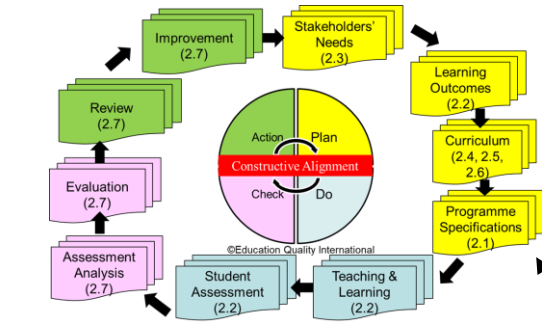 Improvement
(2.7)
Stakeholders'
Needs
(2.3)
Learning
Outcomes
(2.2)
Curriculum
(2.4, 2.5,
2.6)
Programme
Specifications
(2.1)
Teaching &
Learning
(2.2)
Student
Assessment
(2.2)
Assessment
Analysis
(2.7)
Evaluation
(2.7)
Review
(2.7)
Action
Plan
Constructive Alignment
Check
Do
©Education Quality International